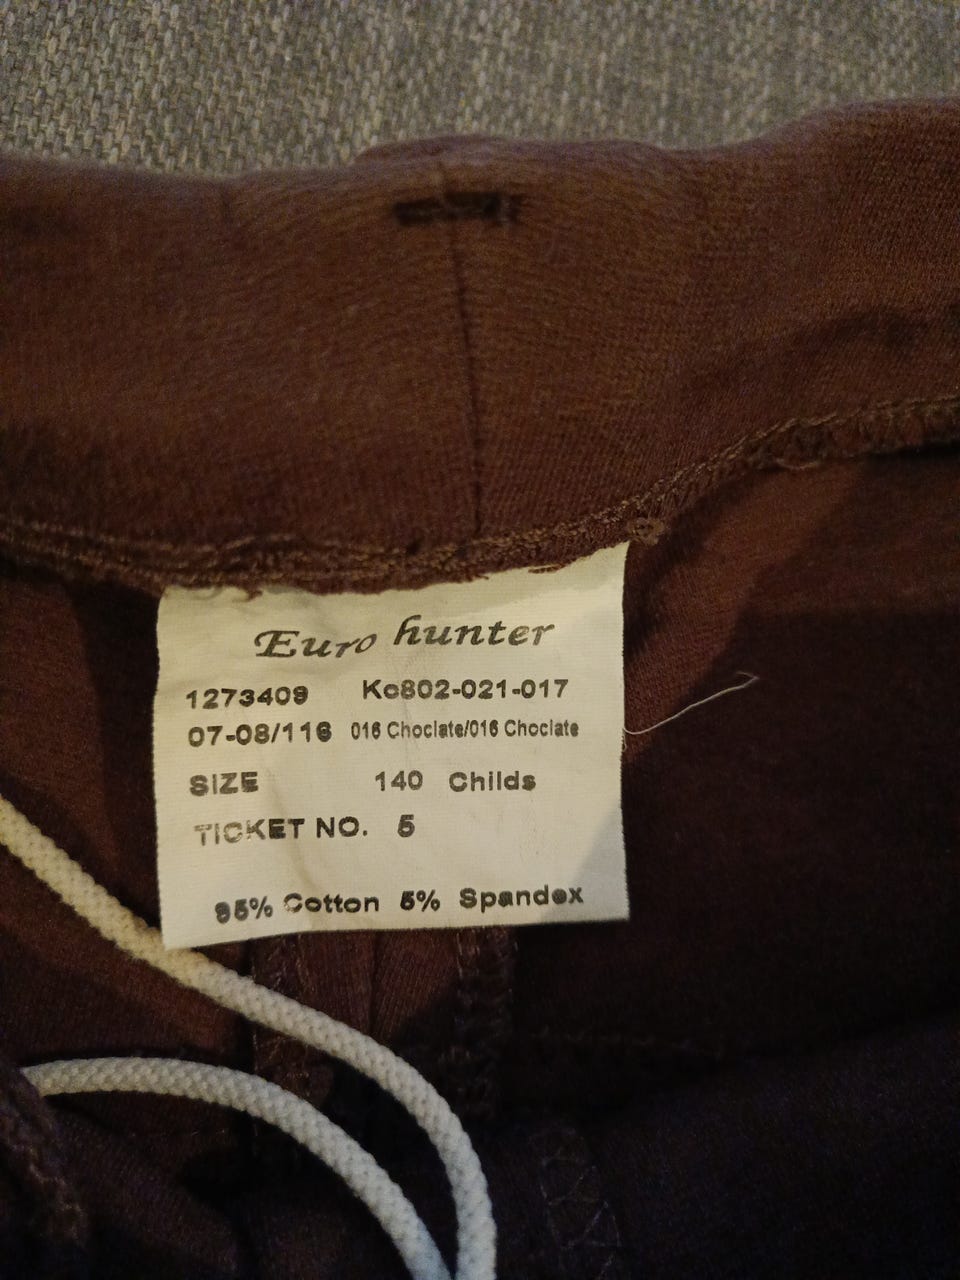 Euro hunter
1273409 Kc802-021-017
07-08/116 016 Choclate/016 Choclate
SIZE 140 Childs
TICKET NO. 5
95% Cotton 5% Spandex